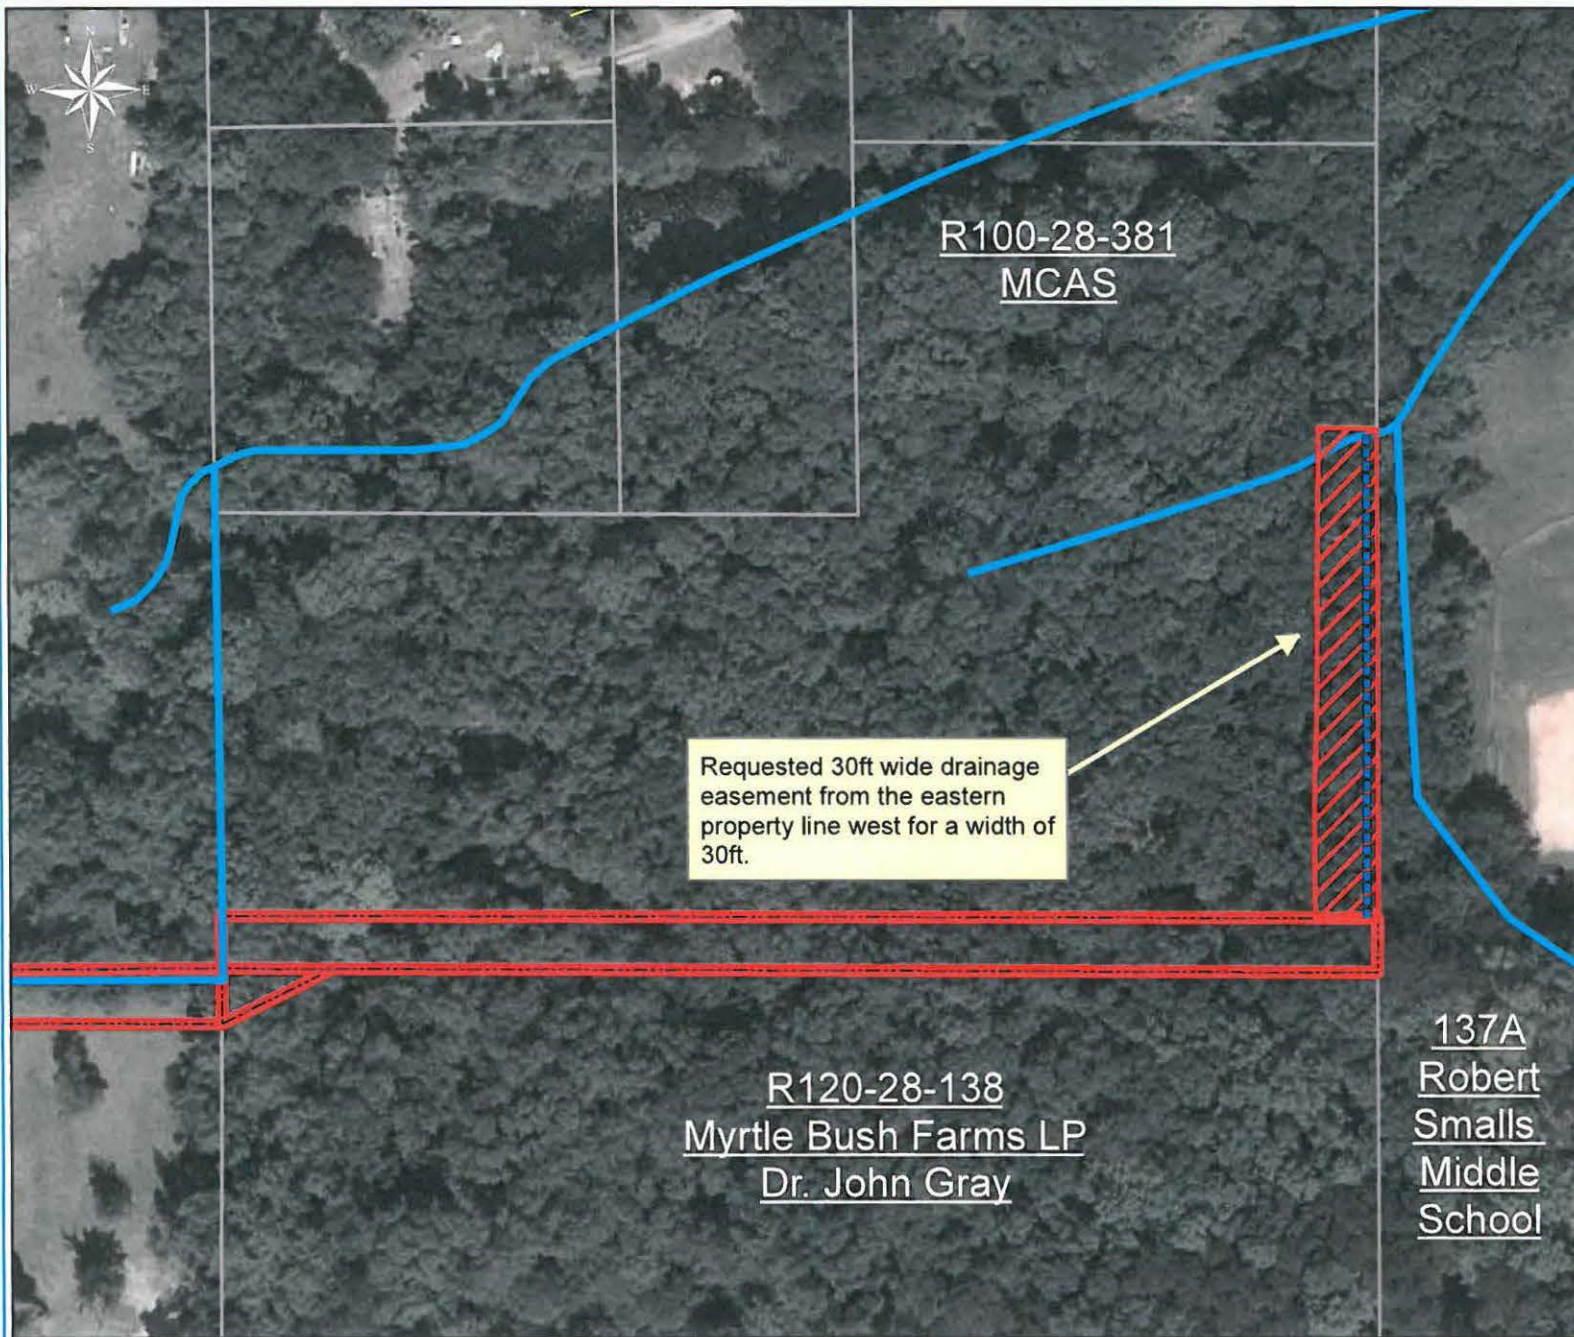 N
W E
S
R100-28-381
MCAS
Requested 30ft wide drainage
easement from the eastern
property line west for a width of
30ft.
R120-28-138
Myrtle Bush Farms LP
Dr. John Gray
137A
Robert
Smalls
Middle
School